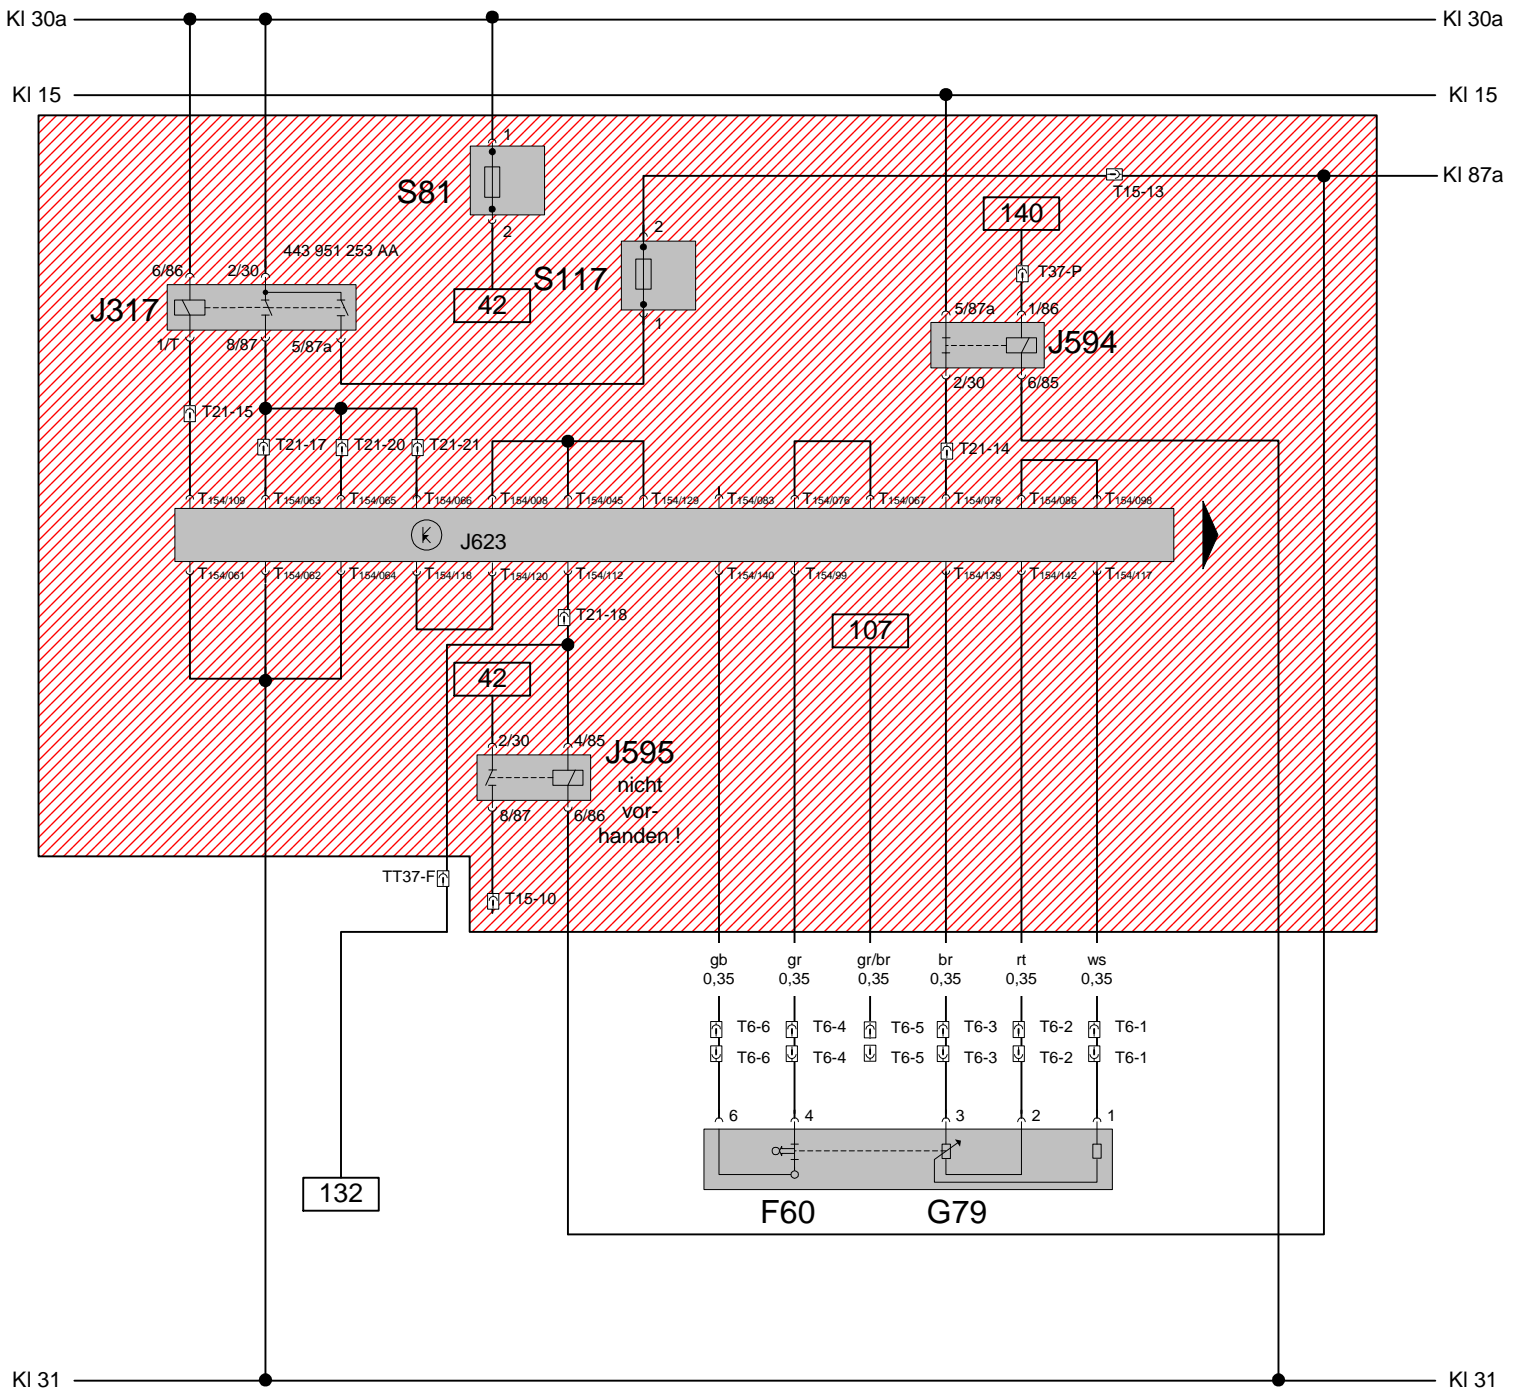 Kl 30a
Kl 30a
Kl 15
Kl 15
1
S81
2
Kl 87a
T15-13
140
2
443 951 253 AA
6/86
2/30
S117
T37-P
42
J317
5/87a
1/86
1
1/T
8/87
5/87a
J594
2/30
6/85
T21-15
T21-17
T21-20
T21-21
T21-14
T154/109
T154/063
T154/065
T154/066
T154/008
T154/045
T154/129
T154/083
T154/076
T154/067
T154/078
T154/086
T154/098
J623
T154/061
T154/062
T154/064
T154/118
T154/120
T154/112
T154/140
T154/99
T154/139
T154/142
T154/117
T21-18
107
42
2/30
4/85
J595
nicht
vor-
handen !
8/87
6/86
TT37-F
T15-10
gb
gr
gr/br
br
rt
ws
0,35
0,35
0,35
0,35
0,35
0,35
T6-6
T6-4
T6-5
T6-3
T6-2
T6-1
T6-6
T6-4
T6-5
T6-3
T6-2
T6-1
6
4
3
2
1
132
F60
G79
Kl 31
Kl 31